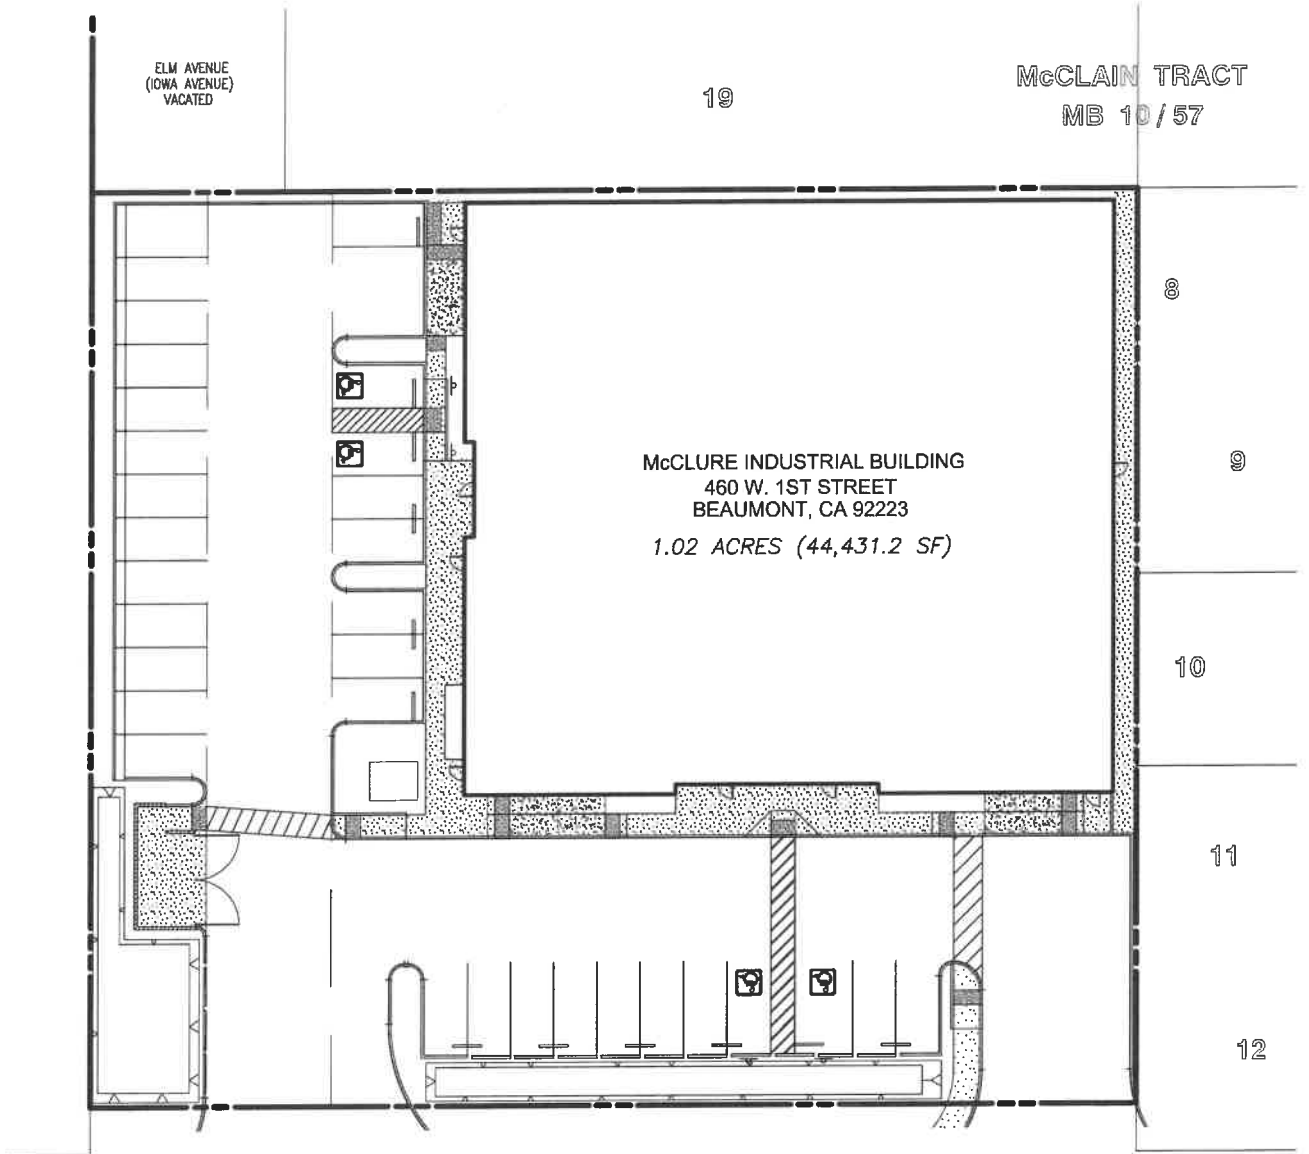 ELM AVENUE
(IOWA AVENUE)
VACATED
19
McCLAIN TRACT
MB 10/57
8
McCLURE INDUSTRIAL BUILDING
460 W. 1ST STREET
BEAUMONT, CA 92223
1.02 ACRES (44,431.2 SF)
9
10
11
12